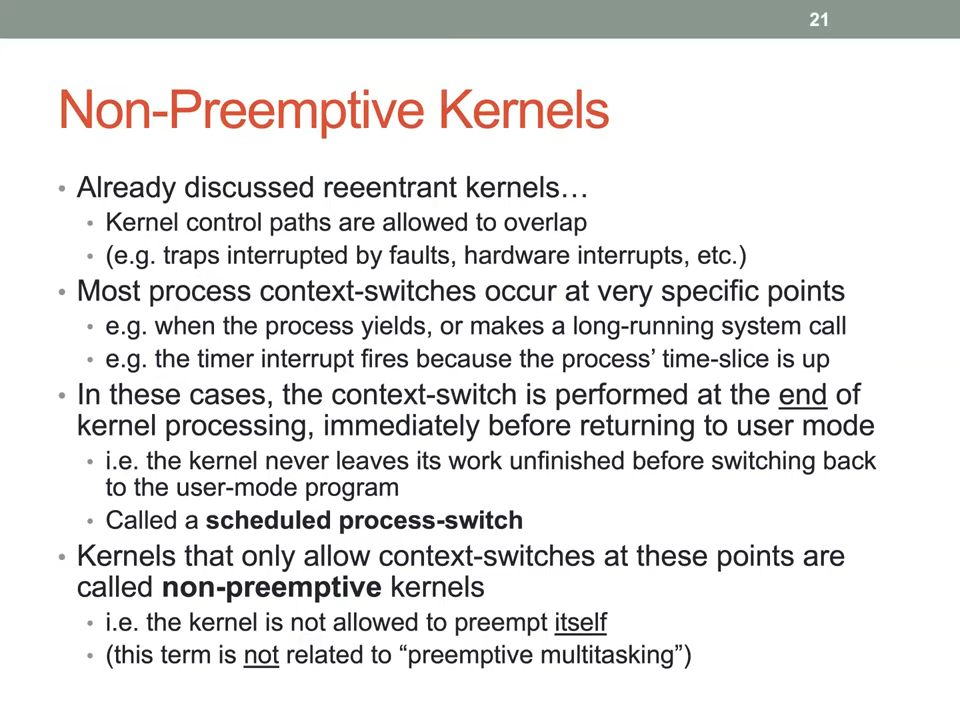 21
Non-Preemptive Kernels
• Already discussed reeentrant kernels…
• Kernel control paths are allowed to overlap
• (e.g. traps interrupted by faults, hardware interrupts, etc.)
• Most process context-switches occur at very specific points
• e.g. when the process yields, or makes a long-running system call
• e.g. the timer interrupt fires because the process’ time-slice is up
• In these cases, the context-switch is performed at the end of
kernel processing, immediately before returning to user mode
• i.e. the kernel never leaves its work unfinished before switching back
to the user-mode program
• Called a scheduled process-switch
• Kernels that only allow context-switches at these points are
called non-preemptive kernels
• i.e. the kernel is not allowed to preempt itself
• (this term is not related to “preemptive multitasking”)